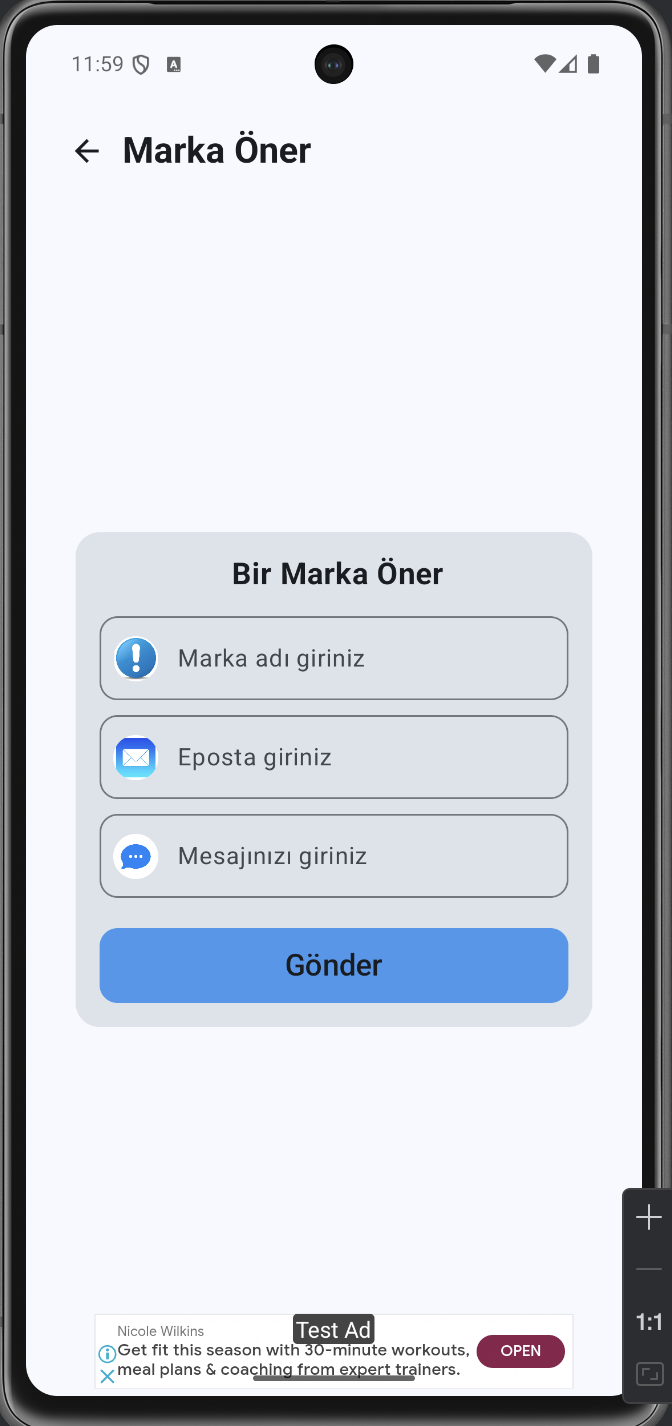 11:59
A
Marka Öner
Bir Marka Öner
Marka adı giriniz
Eposta giriniz
Mesajınızı giriniz
Gönder
Nicole Wilkins
Test Ad
Get fit this season with 30-minute workouts,
meal plans & coaching from expert trainers.
OPEN
1:1